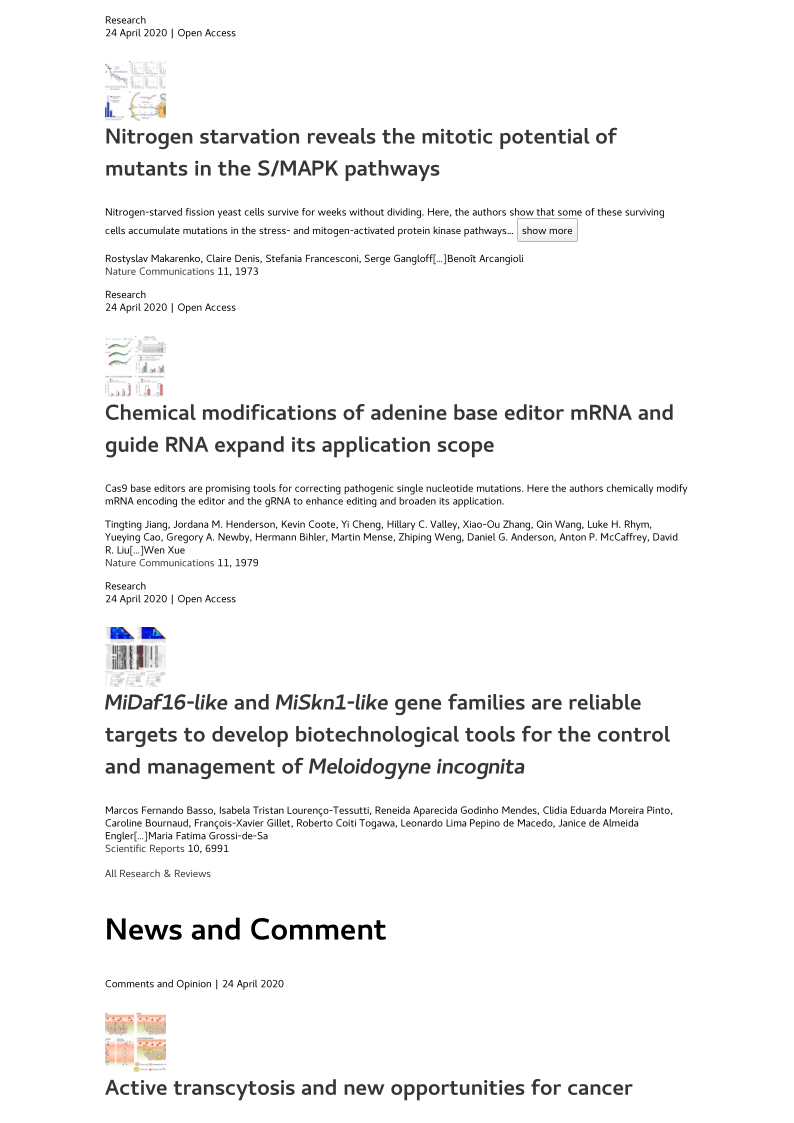 Research
24 April 2020 | Open Access
Nitrogen starvation reveals the mitotic potential of
mutants in the S/MAPK pathways
Nitrogen-starved fission yeast cells survive for weeks without dividing. Here, the authors show that some of these surviving
cells accumulate mutations in the stress- and mitogen-activated protein kinase pathways... show more
Rostyslav Makarenko, Claire Denis, Stefania Francesconi, Serge Gangloff[...]Benoît Arcangioli
Nature Communications 11, 1973
Research
24 April 2020 | Open Access
Chemical modifications of adenine base editor mRNA and
guide RNA expand its application scope
Cas9 base editors are promising tools for correcting pathogenic single nucleotide mutations. Here the authors chemically modify
mRNA encoding the editor and the gRNA to enhance editing and broaden its application.
Tingting Jiang, Jordana M. Henderson, Kevin Coote, Yi Cheng, Hillary C. Valley, Xiao-Ou Zhang, Qin Wang, Luke H. Rhym,
Yueying Cao, Gregory A. Newby, Hermann Bihler, Martin Mense, Zhiping Weng, Daniel G. Anderson, Anton P. McCaffrey, David
R. Liu[...]Wen Xue
Nature Communications 11, 1979
Research
24 April 2020 | Open Access
MiDaf16-like and MiSkn1-like gene families are reliable
targets to develop biotechnological tools for the control
and management of Meloidogyne incognita
Marcos Fernando Basso, Isabela Tristan Lourenço-Tessutti, Reneida Aparecida Godinho Mendes, Clidia Eduarda Moreira Pinto,
Caroline Bournaud, François-Xavier Gillet, Roberto Coiti Togawa, Leonardo Lima Pepino de Macedo, Janice de Almeida
Engler[...]Maria Fatima Grossi-de-Sa
Scientific Reports 10, 6991
All Research & Reviews
News and Comment
Comments and Opinion | 24 April 2020
Active transcytosis and new opportunities for cancer